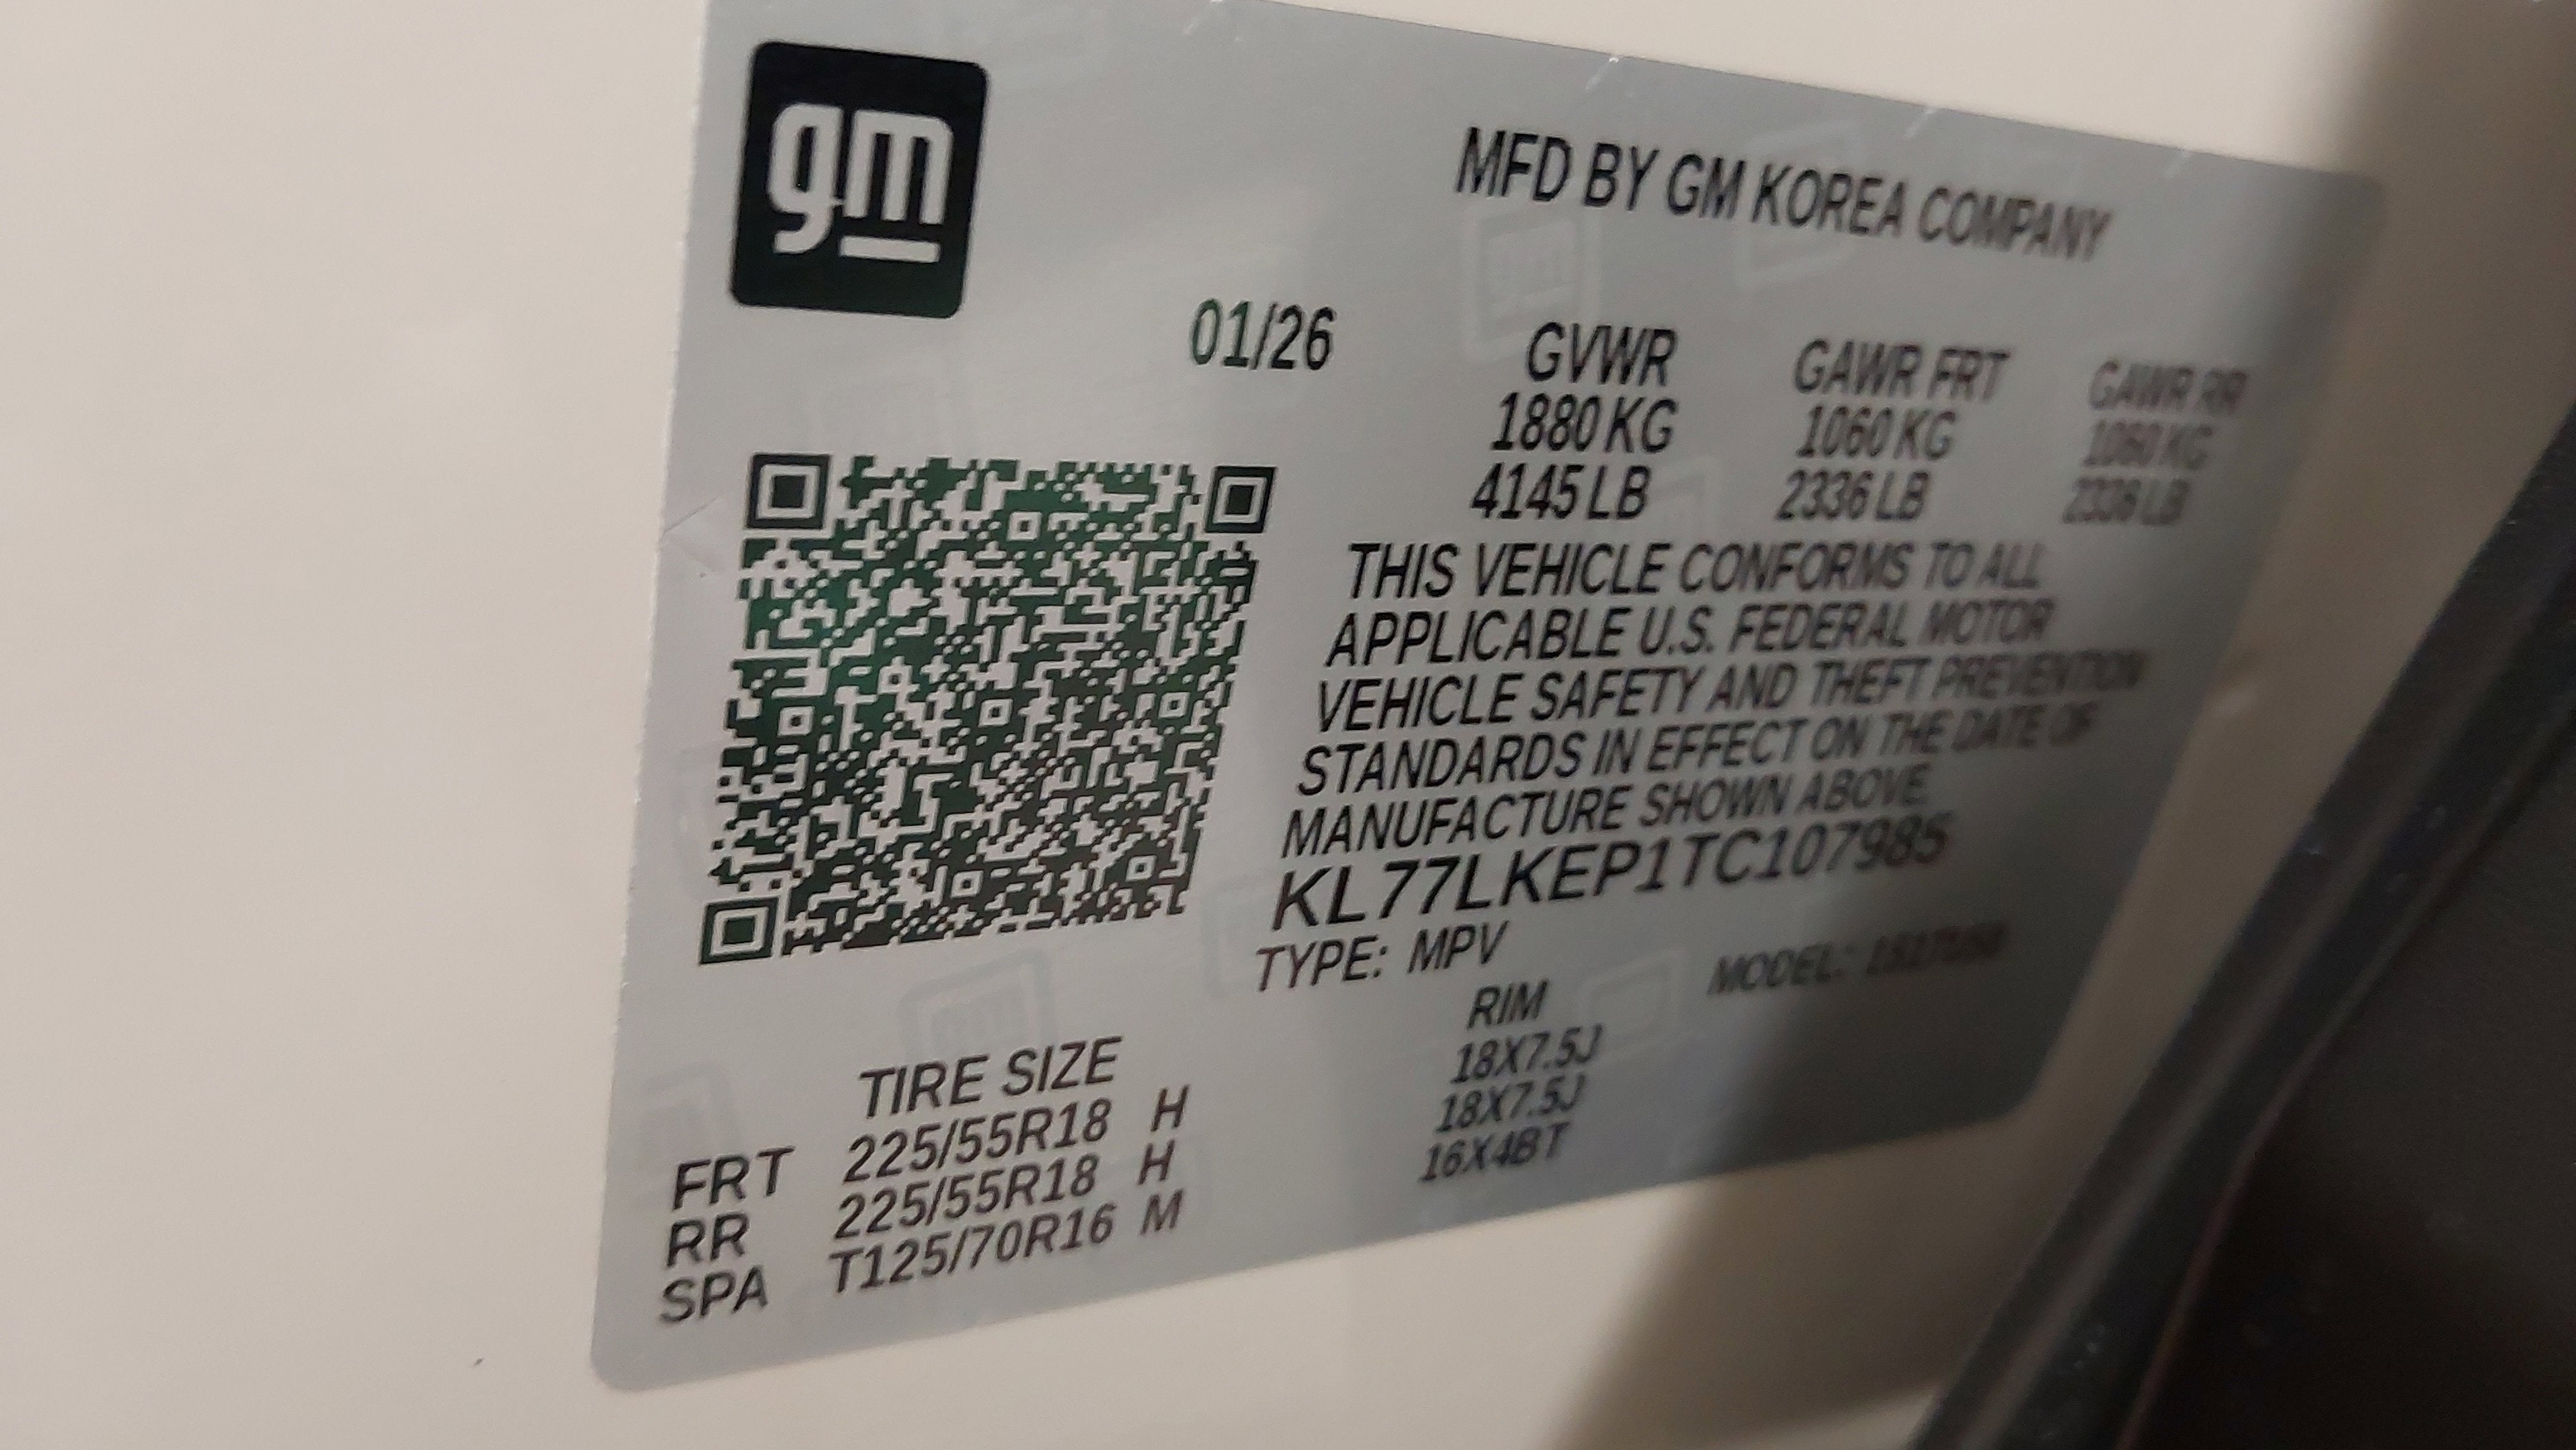 gm
MFD BY GM KOREA COMPANY
01/26
GVWR GAWR FRT GAWR RR
1880 KG 1060 KG 1060 KG
4145 LB 2336 LB 2336 LB
THIS VEHICLE CONFORMS TO ALL
APPLICABLE U.S. FEDERAL MOTOR
VEHICLE SAFETY AND THEFT PREVENTION
STANDARDS IN EFFECT ON THE DATE OF
MANUFACTURE SHOWN ABOVE
KL77LKEP1TC107985
TYPE: MPV MODEL:
TIRE SIZE RIM
FRT 225/55R18 H 18X7.5J
RR 225/55R18 H 18X7.5J
SPA T125/70R16 M 16X4BT